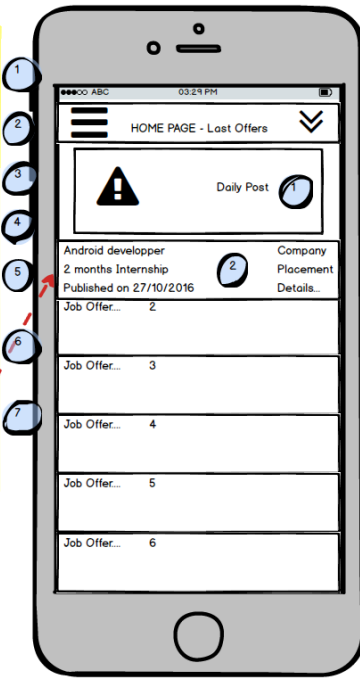 1
2
3
4
5
6
7
ABC 03:29 PM
HOME PAGE - Last Offers
Daily Post 1
Android developper Company
2 months Internship 2 Placement
Published on 27/10/2016 Details...
Job Offer.... 2
Job Offer.... 3
Job Offer.... 4
Job Offer.... 5
Job Offer.... 6